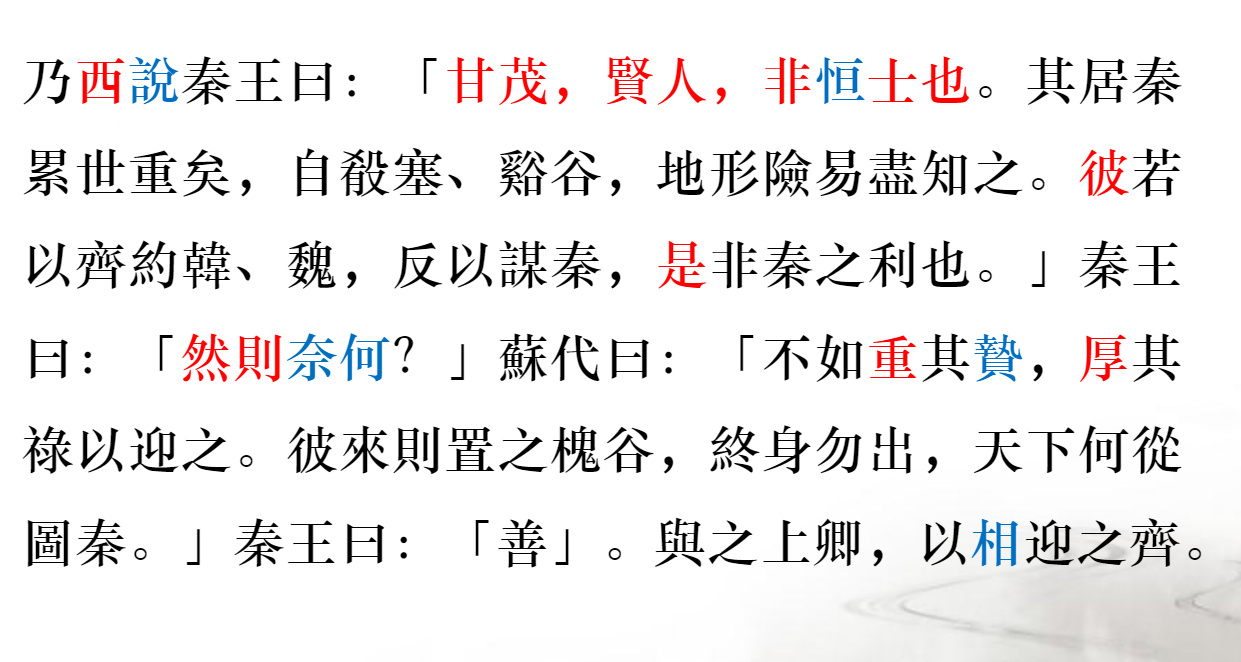 乃西說秦王曰：「甘茂，賢人，非恒士也。其居秦
累世重矣，自殽塞、谿谷，地形險易盡知之。彼若
以齊約韓、魏，反以謀秦，是非秦之利也。」秦王
曰：「然則奈何？」蘇代曰：「不如重其贄，厚其
祿以迎之。彼來則置之槐谷，終身勿出，天下何從
圖秦。」秦王曰：「善」。與之上卿，以相迎之齊。